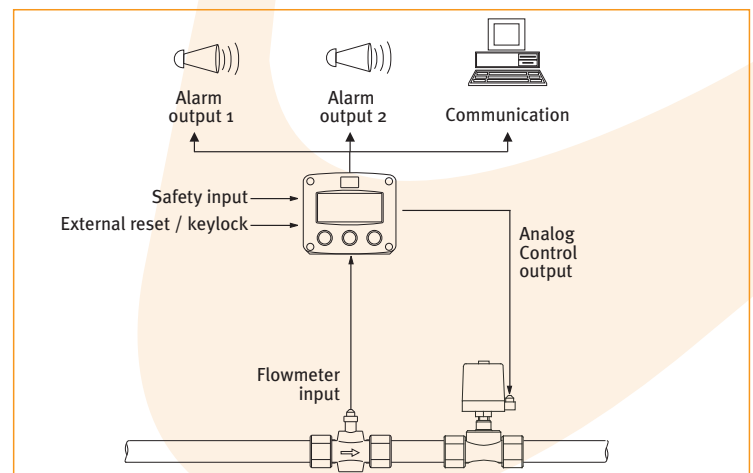 Alarm
output 1
Alarm
output 2
Communication
Safety input
External reset / keylock
Analog
Control
output
Flowmeter
input